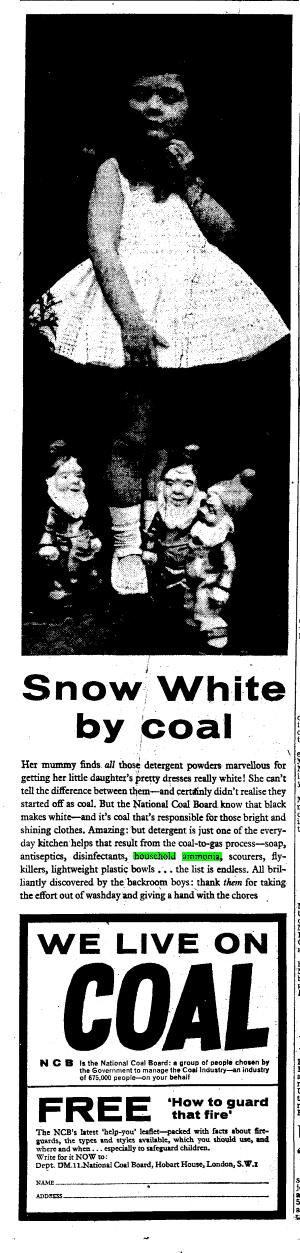 Snow White
by coal
Her mummy finds all those detergent powders marvellous for
getting her little daughter's pretty dresses really white! She can't
tell the difference between them—and certainly didn't realise they
started off as coal. But the National Coal Board know that black
makes white—and it's coal that's responsible for those bright and
shining clothes. Amazing: but detergent is just one of the every-
day kitchen helps that result from the coal-to-gas process—soap,
antiseptics, disinfectants, household ammonia, scourers, fly-
killers, lightweight plastic bowls . . . the list is endless. All bril-
liantly discovered by the backroom boys: thank them for taking
the effort out of washday and giving a hand with the chores
WE LIVE ON
COAL
NCB is the National Coal Board: a group of people chosen by
the Government to manage the Coal Industry—an industry
of 675,000 people—on your behalf
FREE 'How to guard
that fire'
The NCB's latest 'help-you' leaflet—packed with facts about fire-
guards, the types and styles available, which you should use, and
where and when . . . especially to safeguard children.
Write for it NOW to:
Dept. DM.11.National Coal Board, Hobart House, London, S.W.1
NAME
ADDRESS